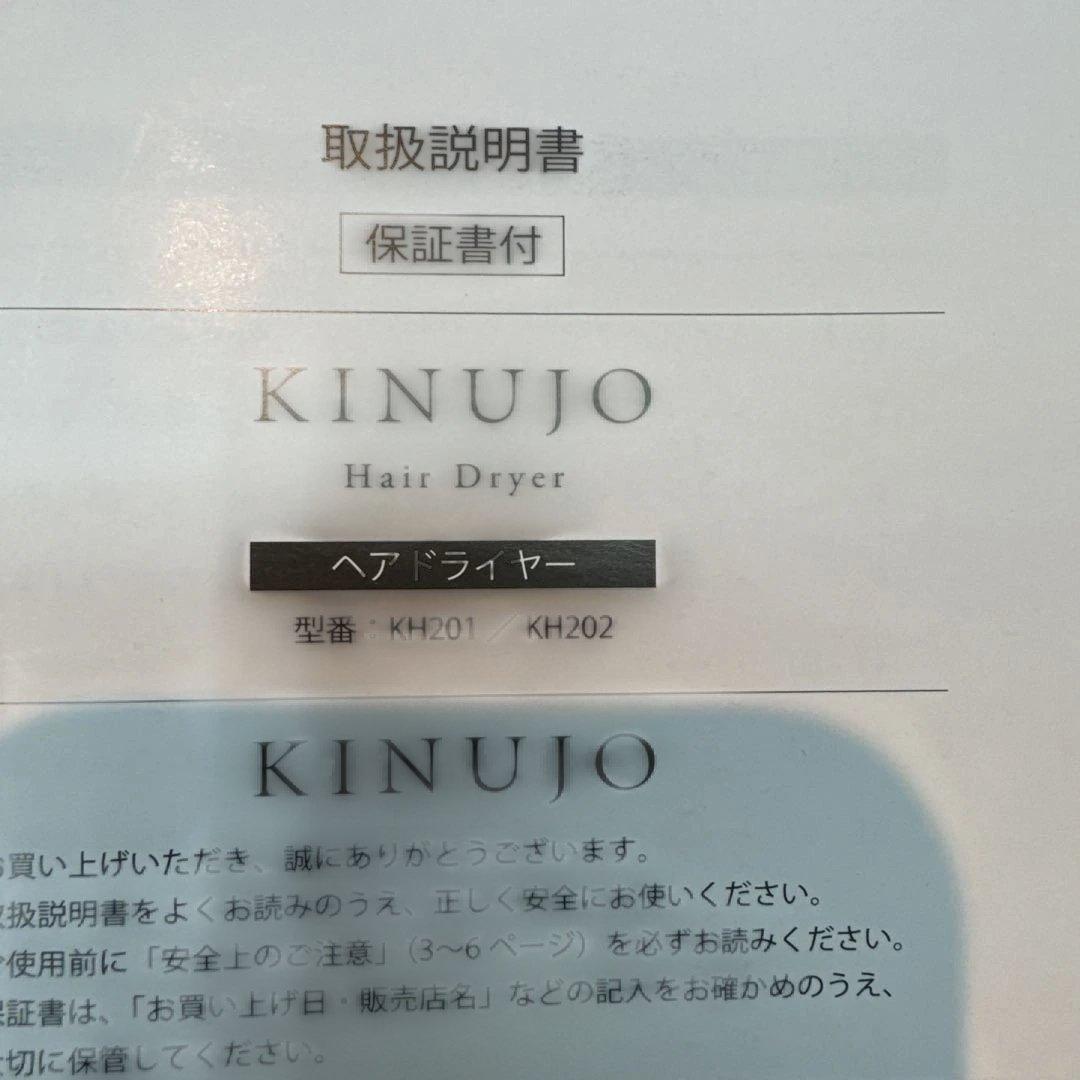 取扱説明書
保証書付
KINUJO
Hair Dryer
ヘアドライヤー
型番：KH201 ／ KH202
KINUJO
お買い上げいただき、誠にありがとうございます。
取扱説明書をよくお読みのうえ、正しく安全にお使いください。
使用前に「安全上のご注意」（3〜6 ページ）を必ずお読みください。
保証書は、「お買い上げ日・販売店名」などの記入をお確かめのうえ、
大切に保管してください。